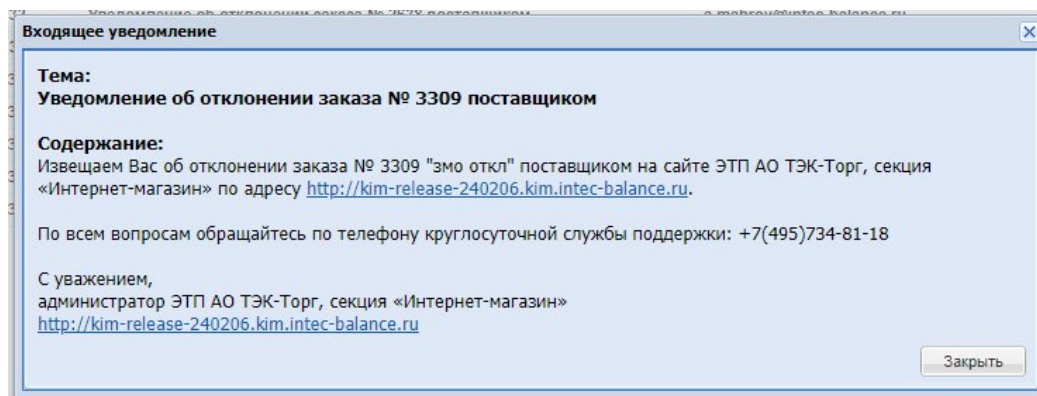 Входящее уведомление
Тема:
Уведомление об отклонении заказа № 3309 поставщиком
Содержание:
Извещаем Вас об отклонении заказа № 3309 "змо откл" поставщиком на сайте ЭТП АО ТЭК-Торг, секция
«Интернет-магазин» по адресу http://kim-release-240206.kim.intec-balance.ru.
По всем вопросам обращайтесь по телефону круглосуточной службы поддержки: +7(495)734-81-18
С уважением,
администратор ЭТП АО ТЭК-Торг, секция «Интернет-магазин»
http://kim-release-240206.kim.intec-balance.ru
Закрыть